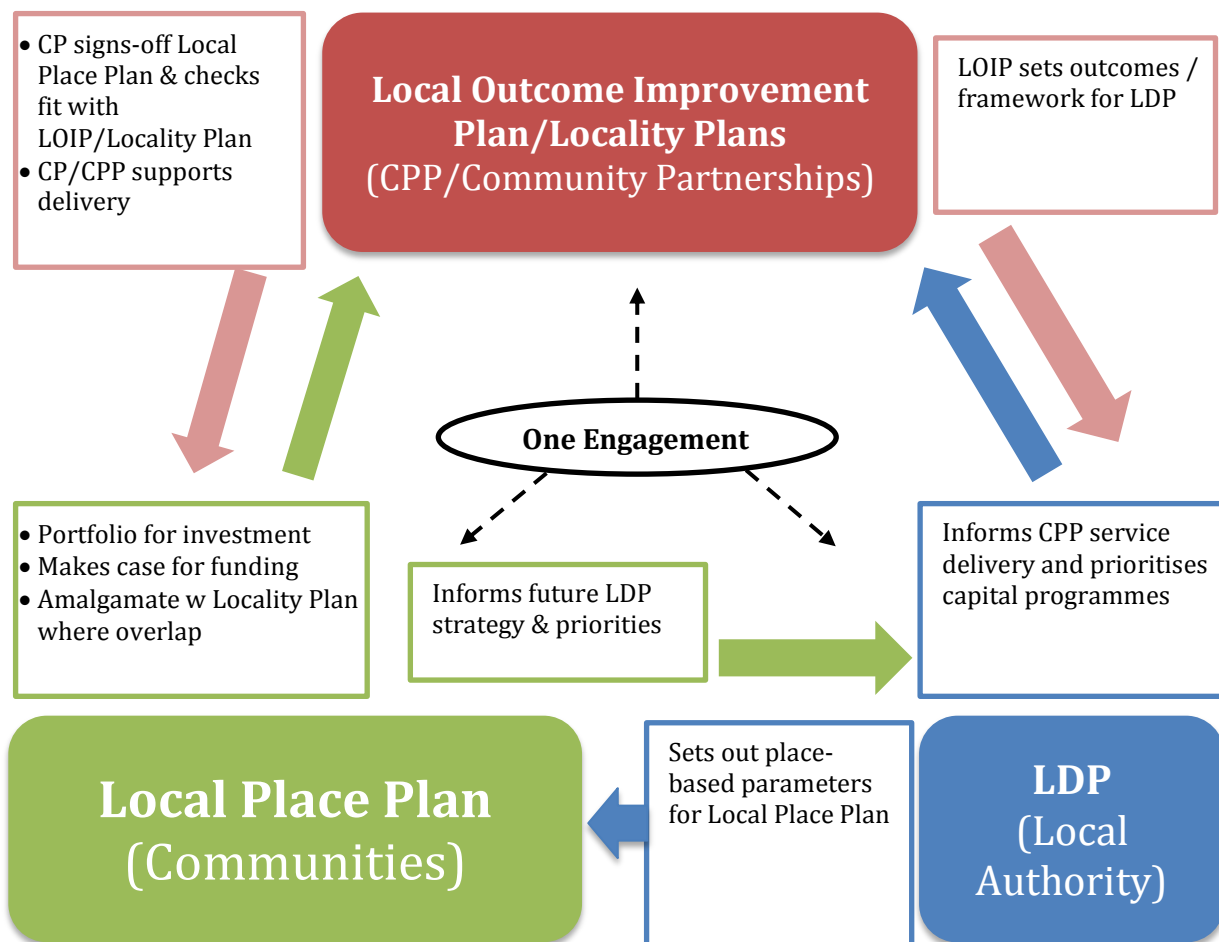 • CP signs-off Local
Place Plan & checks
fit with
LOIP/Locality Plan
• CP/CPP supports
delivery
Local Outcome Improvement
Plan/Locality Plans
(CPP/Community Partnerships)
LOIP sets outcomes /
framework for LDP
One Engagement
• Portfolio for investment
• Makes case for funding
• Amalgamate w Locality Plan
where overlap
Informs future LDP
strategy & priorities
Informs CPP service
delivery and prioritises
capital programmes
Local Place Plan
(Communities)
Sets out place-
based parameters
for Local Place Plan
LDP
(Local
Authority)